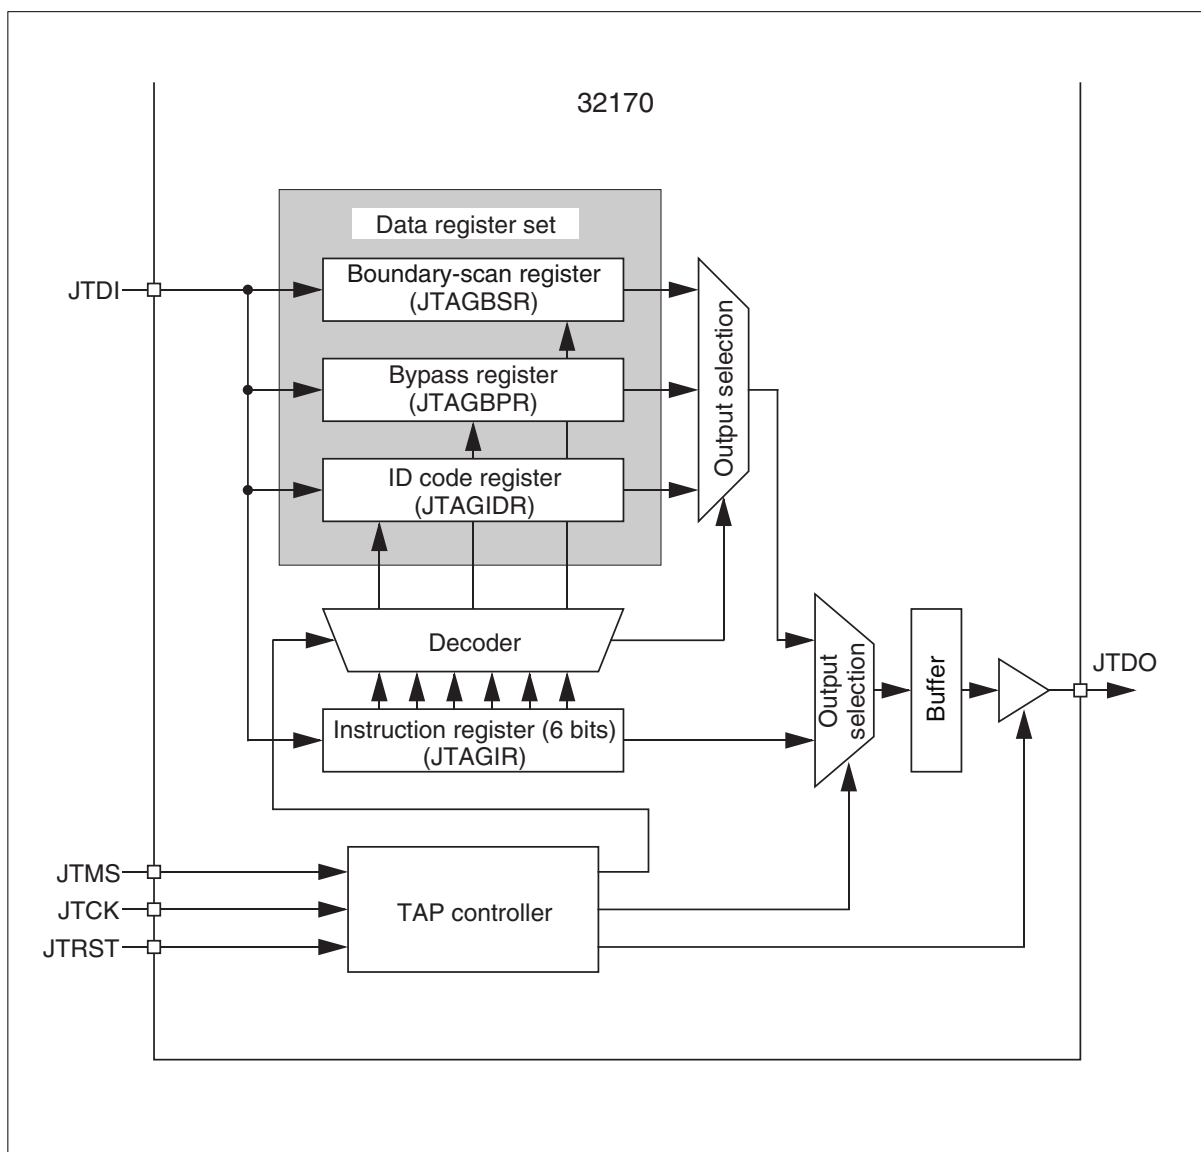 32170
Data register set
Boundary-scan register
(JTAGBSR)
JTDI
Bypass register
(JTAGBPR)
Output selection
ID code register
(JTAGIDR)
Decoder
Output
selection
Buffer
JTDO
Instruction register (6 bits)
(JTAGIR)
JTMS
JTCK
TAP controller
JTRST